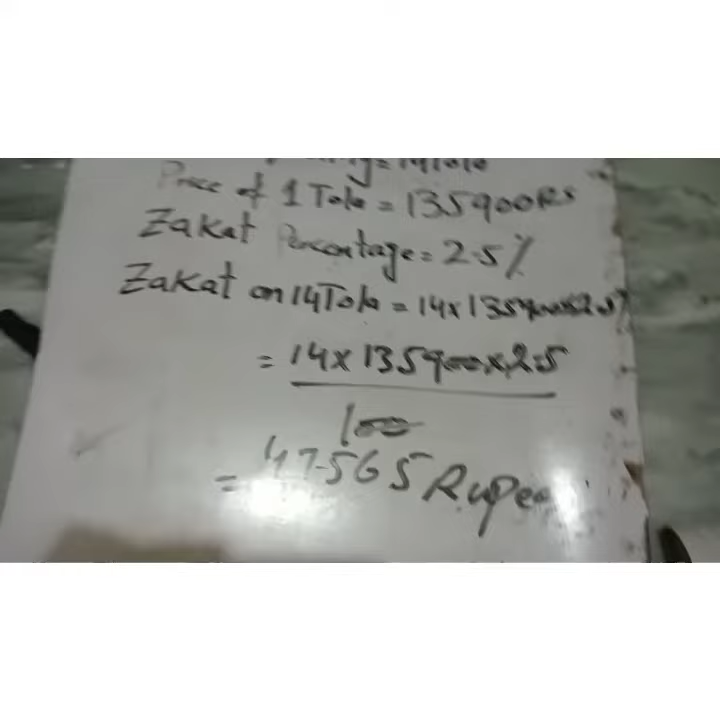 =14Tola
Price of 1 Tola = 135900Rs
Zakat Percentage = 2.5%
Zakat on 14Tola = 14x135900x2.5%
= 14x135900x2.5
100
= 47565 Rupees